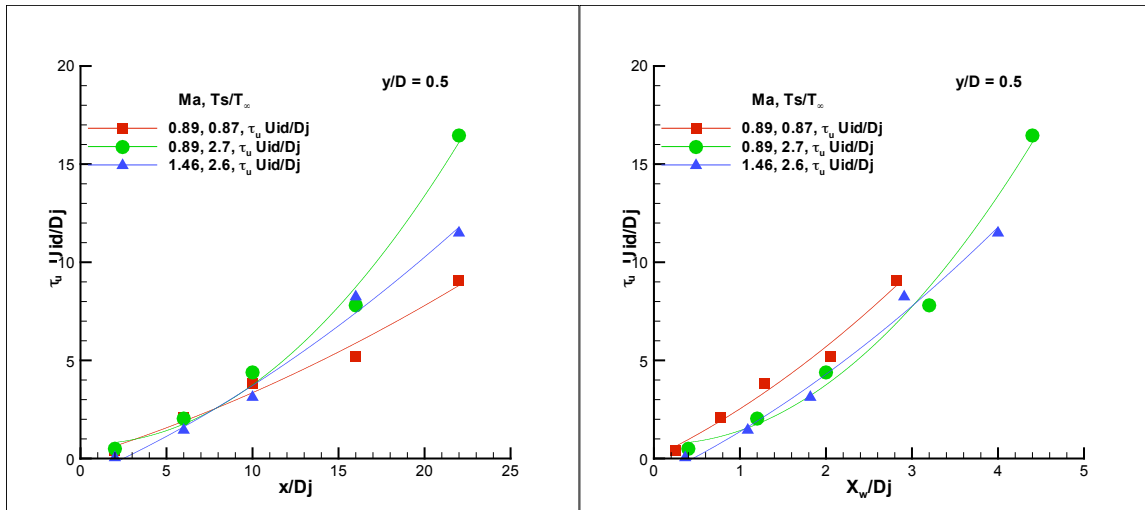 20
15
10
5
0
τu Uid/Dj
y/D = 0.5
Ma, Ts/T∞
0.89, 0.87, τu Uid/Dj
0.89, 2.7, τu Uid/Dj
1.46, 2.6, τu Uid/Dj
0 5 10 15 20 25
x/Dj
20
15
10
5
0
τu Uid/Dj
y/D = 0.5
Ma, Ts/T∞
0.89, 0.87, τu Uid/Dj
0.89, 2.7, τu Uid/Dj
1.46, 2.6, τu Uid/Dj
0 1 2 3 4 5
Xw/Dj